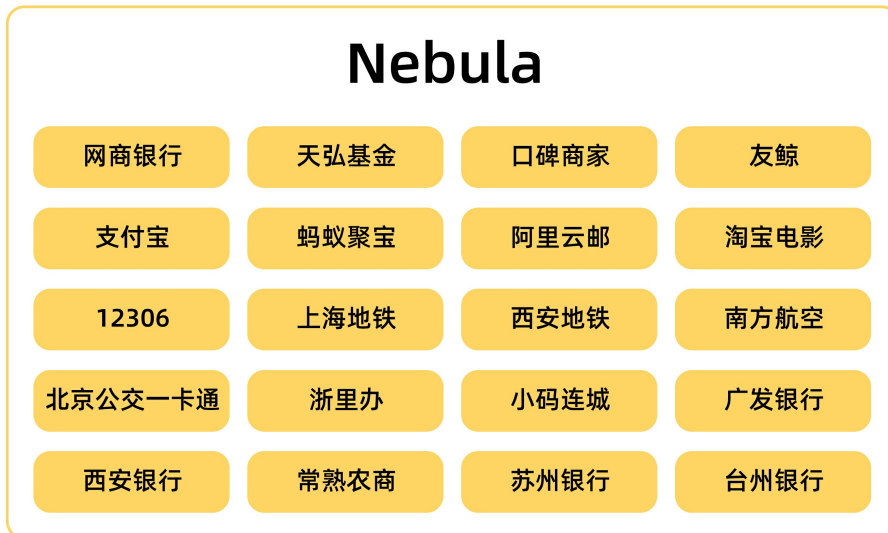 Nebula
网商银行
天弘基金
口碑商家
友鲸
支付宝
蚂蚁聚宝
阿里云邮
淘宝电影
12306
上海地铁
西安地铁
南方航空
北京公交一卡通
浙里办
小码连城
广发银行
西安银行
常熟农商
苏州银行
台州银行